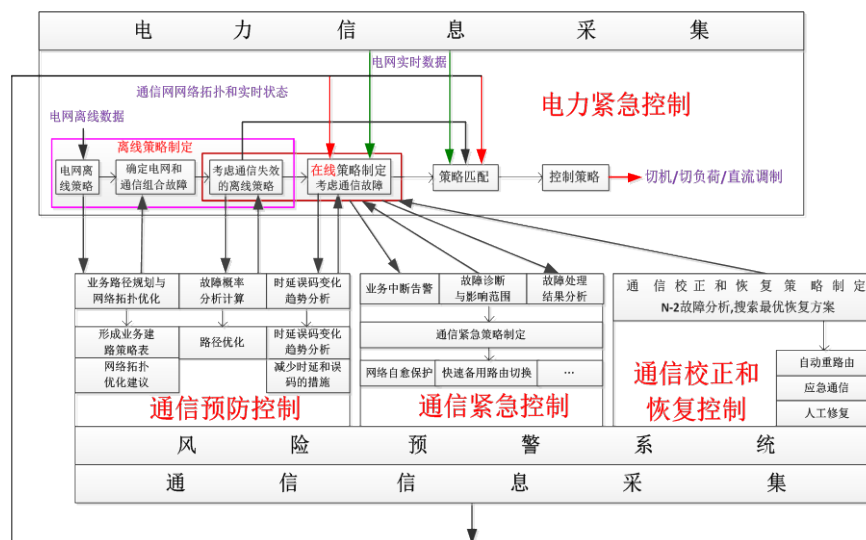 电力信息采集
电网实时数据
通信网网络拓扑和实时状态
电力紧急控制
电网离线数据
离线策略制定
电网离
线策略
确定电网和
通信组合故障
考虑通信失效
的离线策略
在线策略制定
考虑通信故障
策略匹配
控制策略
切机/切负荷/直流调制
业务路径规划与
网络拓扑优化
故障概率
分析计算
时延误码变化
趋势分析
形成业务建
路策略表
网络拓扑
优化建议
路径优化
时延误码变化
趋势分析
减少时延和误
码的措施
通信预防控制
业务中断告警
故障诊断
与影响范围
故障处理
结果分析
通信紧急策略制定
网络自愈保护
快速备用路由切换
…
通信紧急控制
通信校正和恢复策略制定
N-2故障分析,搜索最优恢复方案
自动重路由
应急通信
人工修复
通信校正和
恢复控制
风险预警系统
通信信息采集